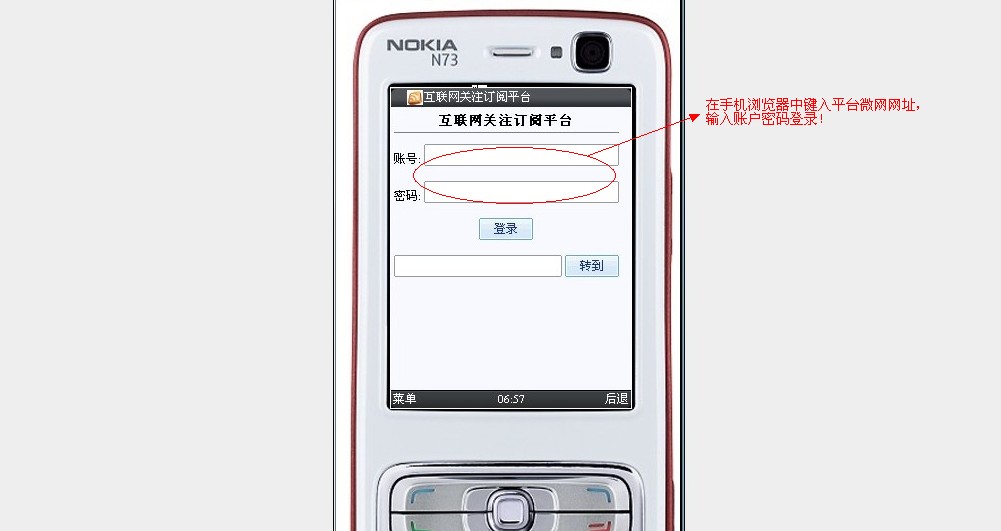 NOKIA
N73
互联网关注订阅平台
互联网关注订阅平台
账号:
密码:
登录
转到
菜单 06:57 后退
在手机浏览器中键入平台微网网址,
输入账户密码登录!